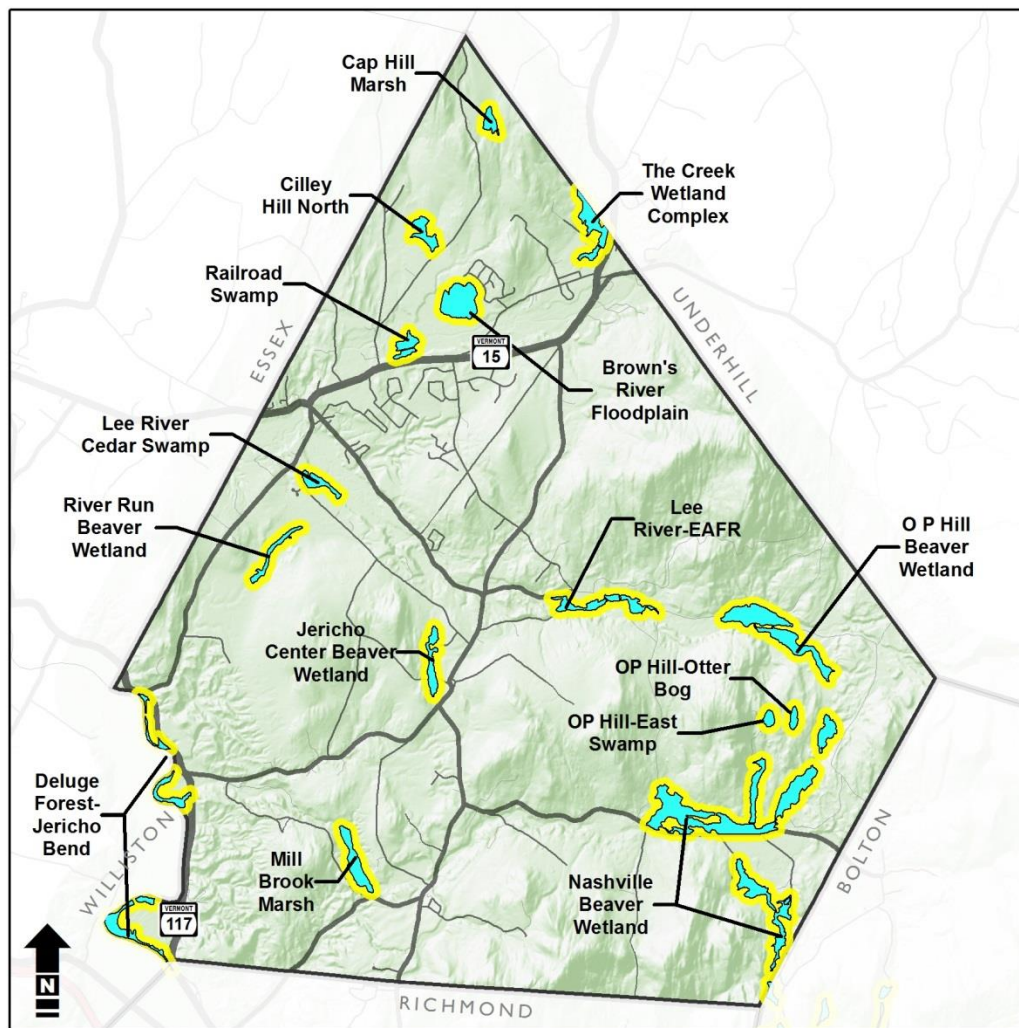 Cap Hill
Marsh
The Creek
Wetland
Complex
Cilley
Hill North
Railroad
Swamp
ESSEX
UNDERHILL
VERMONT
15
Brown's
River
Floodplain
Lee River
Cedar Swamp
River Run
Beaver
Wetland
Lee
River-EAFR
O P Hill
Beaver
Wetland
Jericho
Center Beaver
Wetland
OP Hill-Otter
Bog
OP Hill-East
Swamp
Deluge
Forest-
Jericho
Bend
WILLISTON
BOLTON
Mill
Brook
Marsh
Nashville
Beaver
Wetland
VERMONT
117
N
RICHMOND